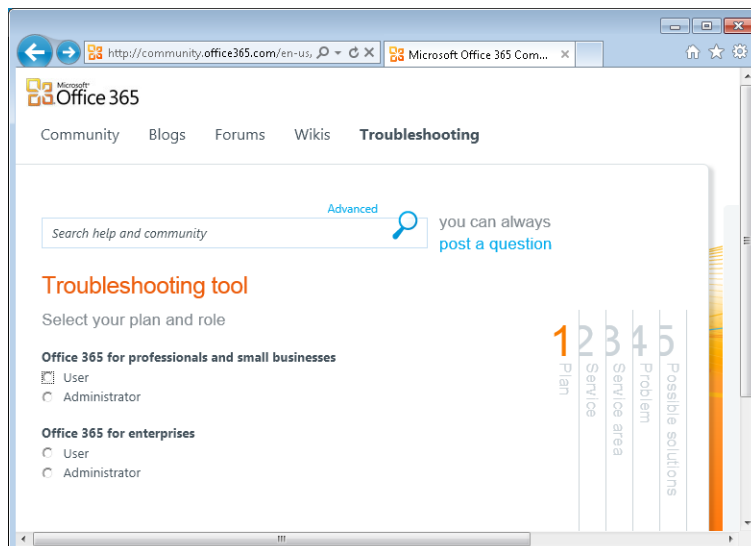 http://community.office365.com/en-us,
Microsoft Office 365 Com...
Microsoft®
Office 365
Community Blogs Forums Wikis Troubleshooting
Advanced
Search help and community
you can always
post a question
Troubleshooting tool
Select your plan and role
Office 365 for professionals and small businesses
User
Administrator
Office 365 for enterprises
User
Administrator
1 Plan
2 Service
3 Service area
4 Problem
5 Possible solutions